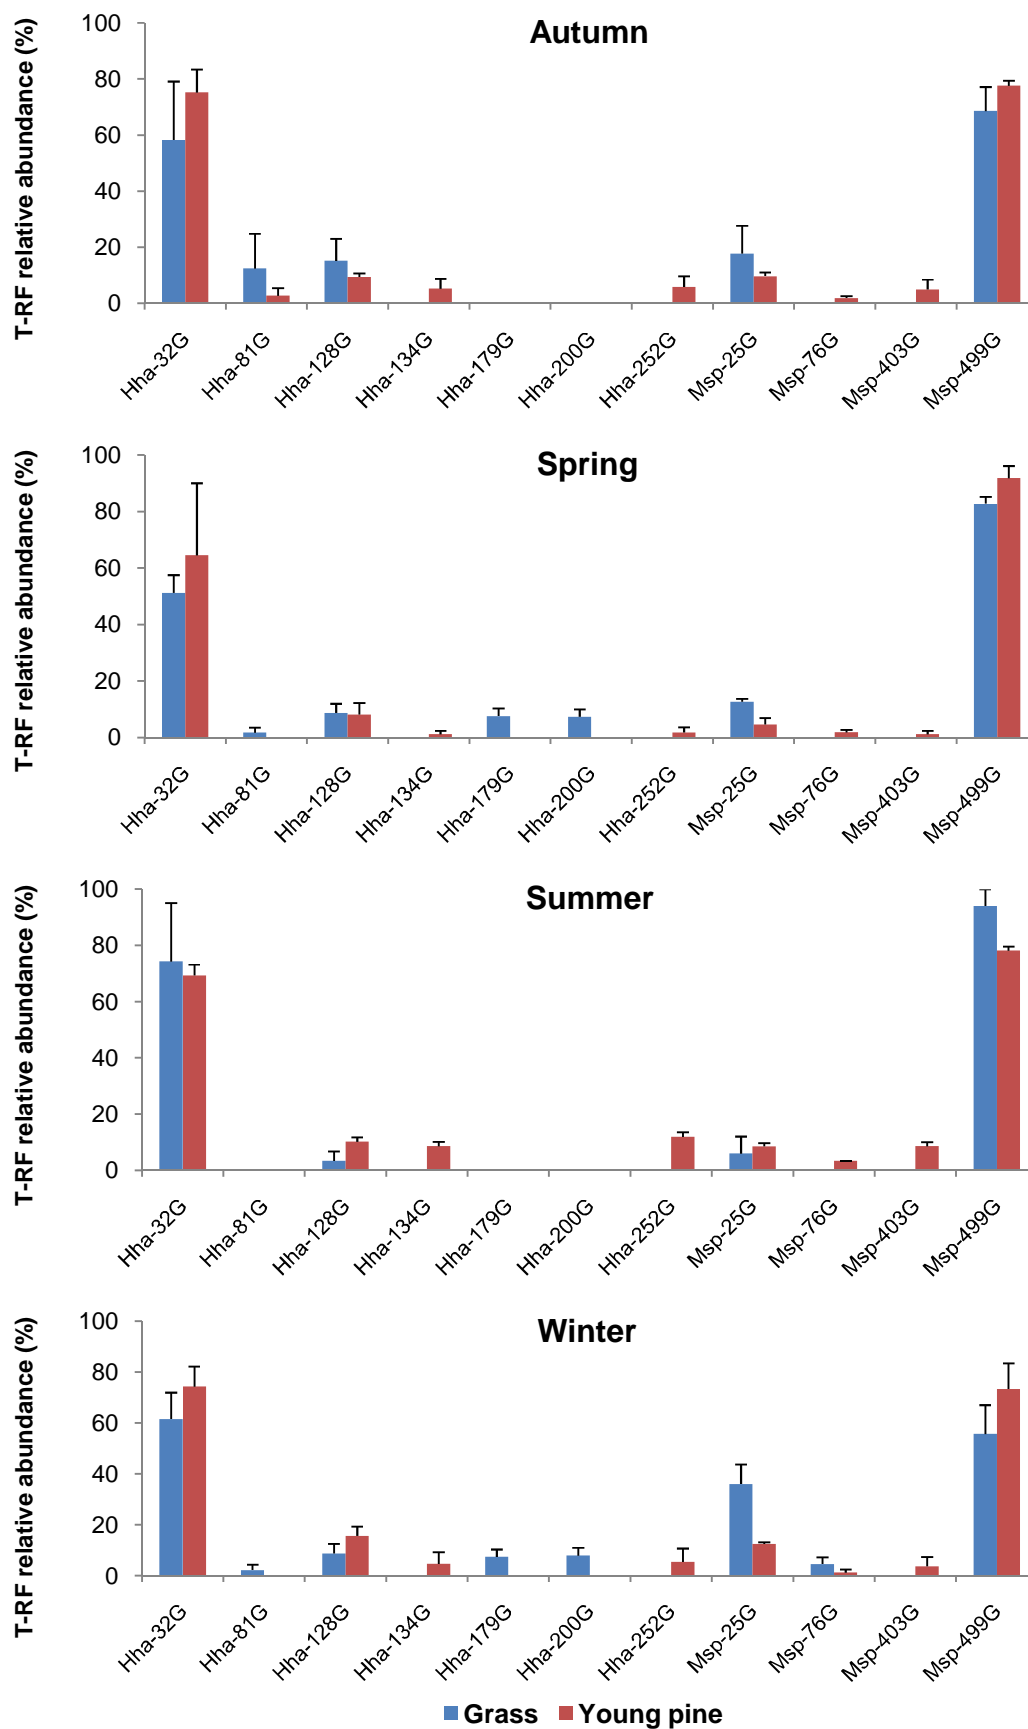 Autumn
T-RF relative abundance (%)
100
80
60
40
20
0
Hha-32G
Hha-81G
Hha-128G
Hha-134G
Hha-179G
Hha-200G
Hha-252G
Msp-25G
Msp-76G
Msp-403G
Msp-499G
Spring
T-RF relative abundance (%)
100
80
60
40
20
0
Hha-32G
Hha-81G
Hha-128G
Hha-134G
Hha-179G
Hha-200G
Hha-252G
Msp-25G
Msp-76G
Msp-403G
Msp-499G
Summer
T-RF relative abundance (%)
100
80
60
40
20
0
Hha-32G
Hha-81G
Hha-128G
Hha-134G
Hha-179G
Hha-200G
Hha-252G
Msp-25G
Msp-76G
Msp-403G
Msp-499G
Winter
T-RF relative abundance (%)
100
80
60
40
20
0
Hha-32G
Hha-81G
Hha-128G
Hha-134G
Hha-179G
Hha-200G
Hha-252G
Msp-25G
Msp-76G
Msp-403G
Msp-499G
Grass
Young pine